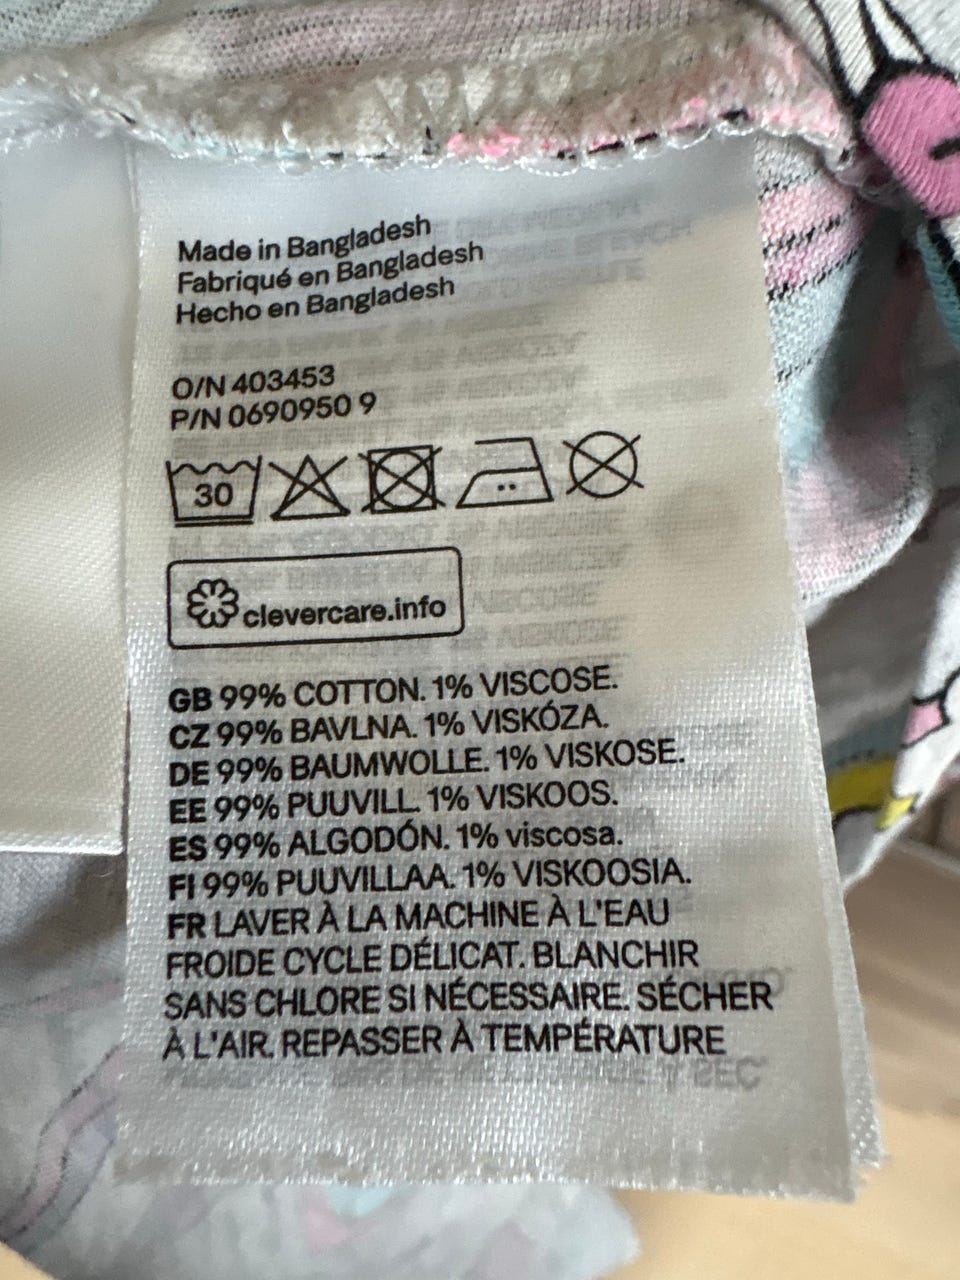 Made in Bangladesh
Fabriqué en Bangladesh
Hecho en Bangladesh
O/N 403453
P/N 0690950 9
30
clevercare.info
GB 99% COTTON. 1% VISCOSE.
CZ 99% BAVLNA. 1% VISKÓZA.
DE 99% BAUMWOLLE. 1% VISKOSE.
EE 99% PUUVILL. 1% VISKOOS.
ES 99% ALGODÓN. 1% viscosa.
FI 99% PUUVILLAA. 1% VISKOOSIA.
FR LAVER À LA MACHINE À L'EAU
FROIDE CYCLE DÉLICAT. BLANCHIR
SANS CHLORE SI NÉCESSAIRE. SÉCHER
À L'AIR. REPASSER À TEMPÉRATURE